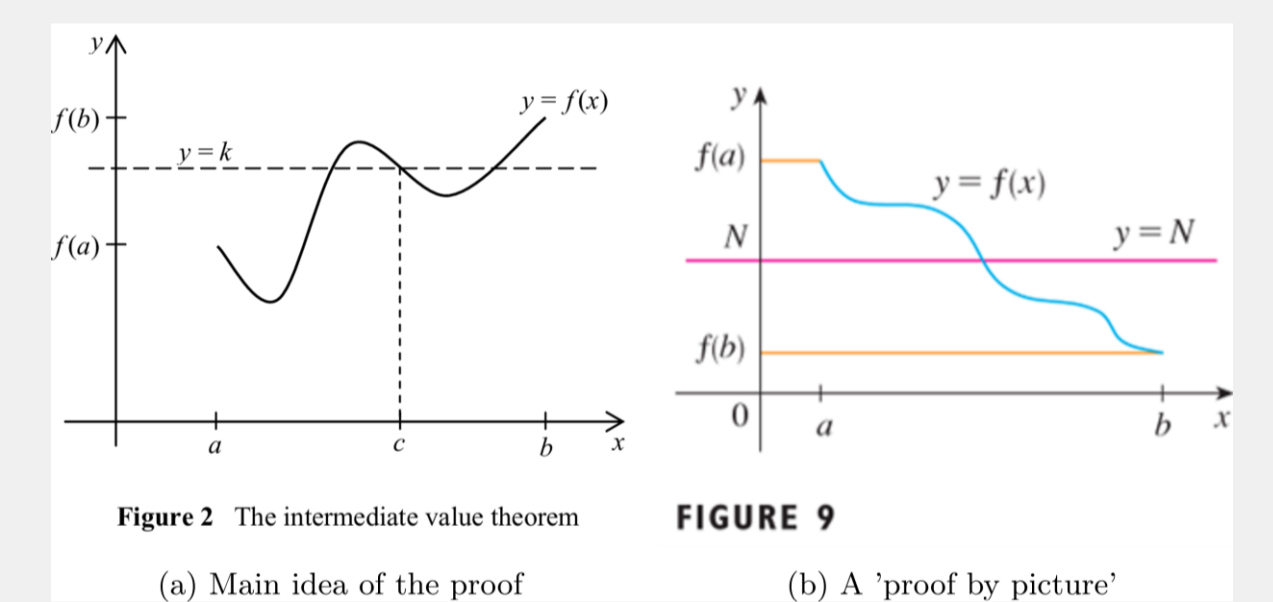 y
f(b)
y = k
f(a)
y = f(x)
a
c
b
x
Figure 2 The intermediate value theorem
(a) Main idea of the proof
y
f(a)
y = f(x)
N
y = N
f(b)
0
a
b
x
FIGURE 9
(b) A ’proof by picture’